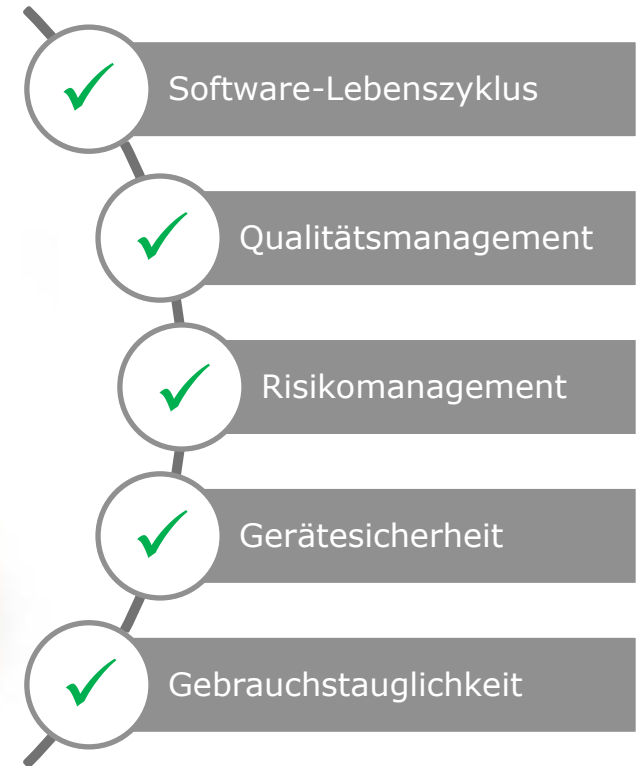 Software-Lebenszyklus
Qualitätsmanagement
Risikomanagement
Gerätesicherheit
Gebrauchstauglichkeit